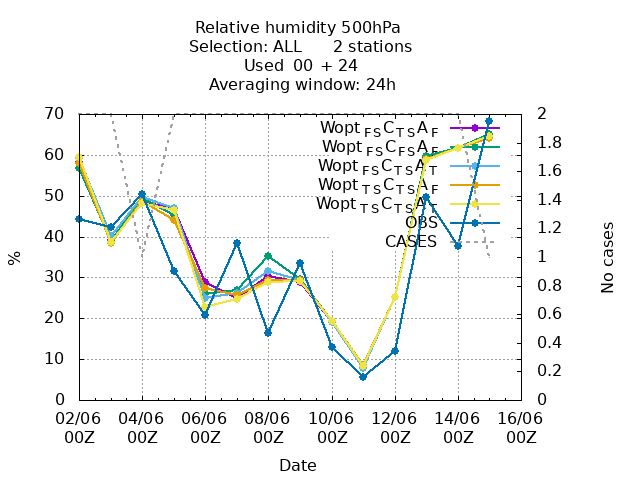 Relative humidity 500hPa
Selection: ALL 2 stations
Used 00 + 24
Averaging window: 24h
70
60
50
40
30
20
10
0
%
2
1.8
1.6
1.4
1.2
1
0.8
0.6
0.4
0.2
0
No cases
Wopt FS C TS A F
Wopt FS C FS A F
Wopt FS C TS A T
Wopt TS C TS A F
Wopt TS C TS A
OBS
CASES
02/06 04/06 06/06 08/06 10/06 12/06 14/06 16/06
00Z 00Z 00Z 00Z 00Z 00Z 00Z 00Z
Date